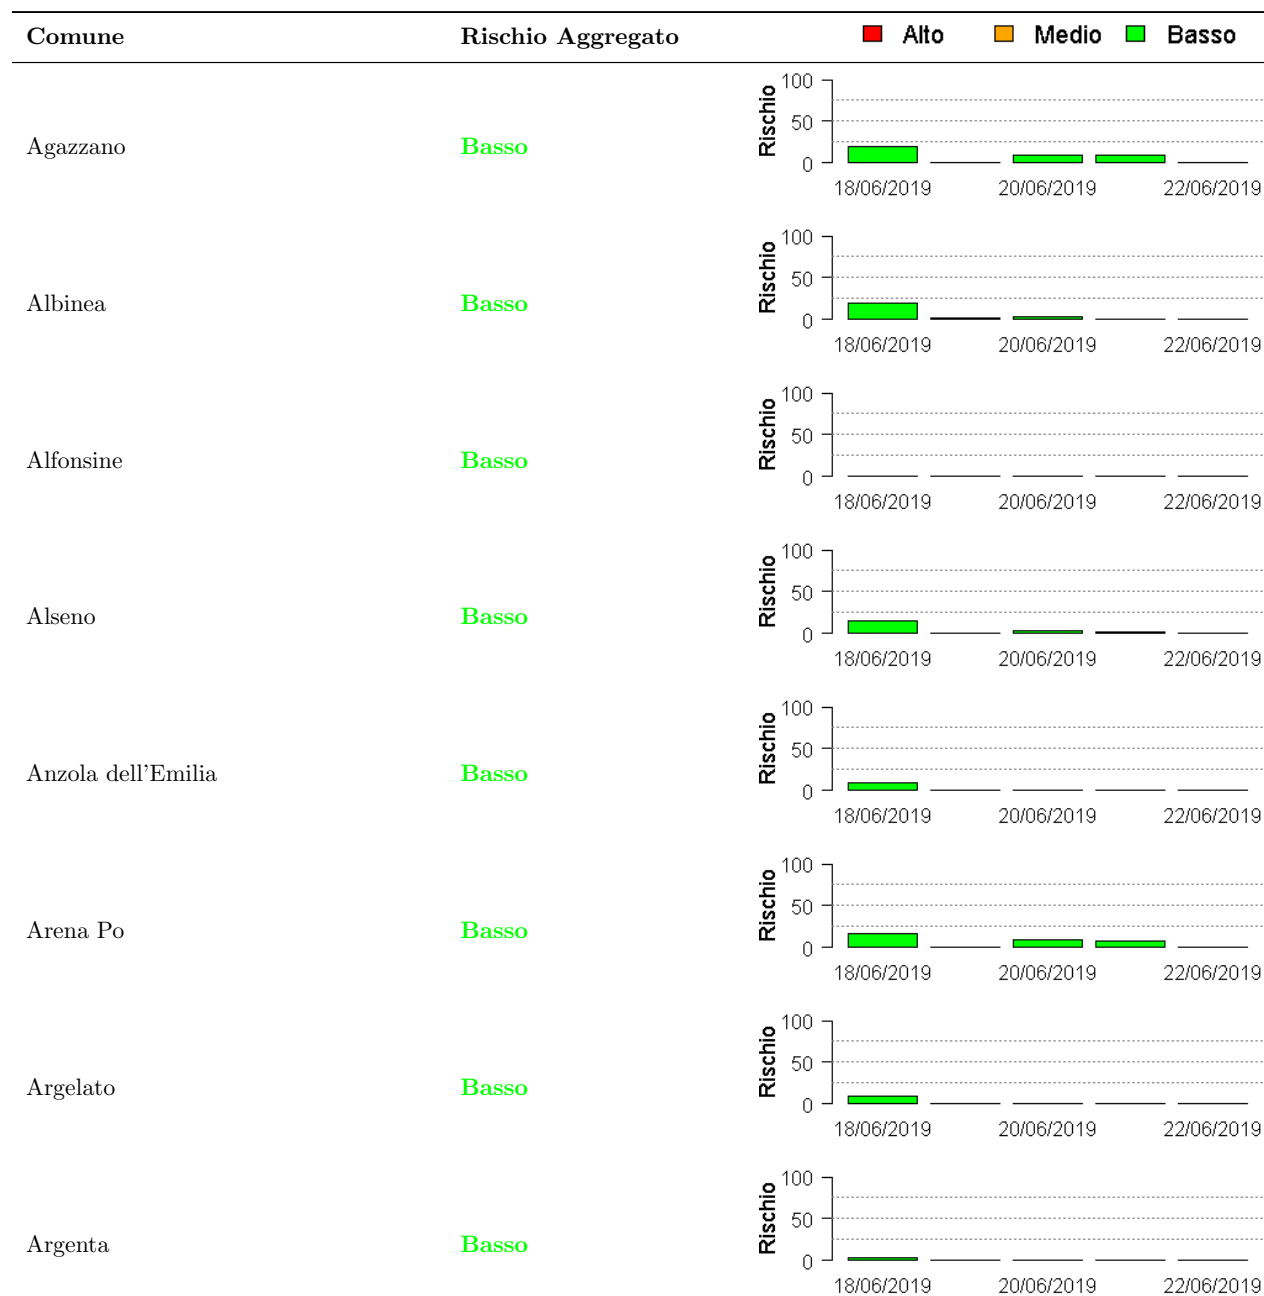 Comune Rischio Aggregato Alto Medio Basso
Agazzano Basso Rischio 100 50 0
18/06/2019 20/06/2019 22/06/2019
Albinea Basso Rischio 100 50 0
18/06/2019 20/06/2019 22/06/2019
Alfonsine Basso Rischio 100 50 0
18/06/2019 20/06/2019 22/06/2019
Alseno Basso Rischio 100 50 0
18/06/2019 20/06/2019 22/06/2019
Anzola dell'Emilia Basso Rischio 100 50 0
18/06/2019 20/06/2019 22/06/2019
Arena Po Basso Rischio 100 50 0
18/06/2019 20/06/2019 22/06/2019
Argelato Basso Rischio 100 50 0
18/06/2019 20/06/2019 22/06/2019
Argenta Basso Rischio 100 50 0
18/06/2019 20/06/2019 22/06/2019